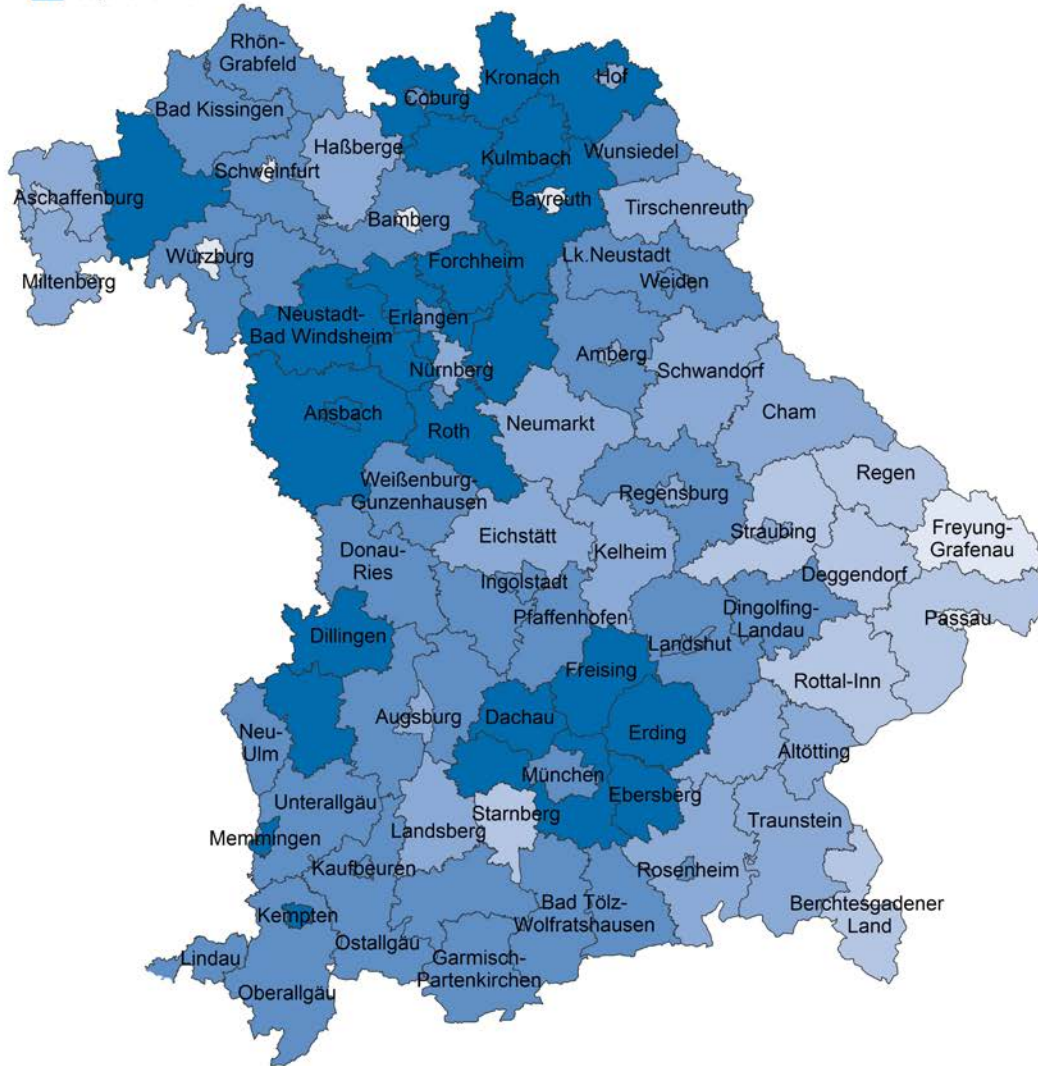 Rhön-
Grabfeld
Kronach
Hof
Coburg
Bad Kissingen
Haßberge
Kulmbach
Wunsiedel
Schweinfurt
Aschaffenburg
Bayreuth
Tirschenreuth
Bamberg
Würzburg
Forchheim
Lk.Neustadt
Miltenberg
Weiden
Neustadt-
Bad Windsheim
Erlangen
Amberg
Nürnberg
Schwandorf
Ansbach
Roth
Neumarkt
Cham
Weißenburg-
Gunzenhausen
Regensburg
Regen
Eichstätt
Kelheim
Straubing
Freyung-
Grafenau
Donau-
Ries
Ingolstadt
Deggendorf
Pfaffenhofen
Dingolfing-
Landau
Passau
Dillingen
Landshut
Freising
Rottal-Inn
Augsburg
Dachau
Neu-
Ulm
Erding
Altötting
München
Unterallgäu
Ebersberg
Starnberg
Landsberg
Traunstein
Memmingen
Kaufbeuren
Rosenheim
Bad Tölz-
Wolfratshausen
Berchtesgadener
Land
Kempten
Ostallgäu
Lindau
Garmisch-
Partenkirchen
Oberallgäu